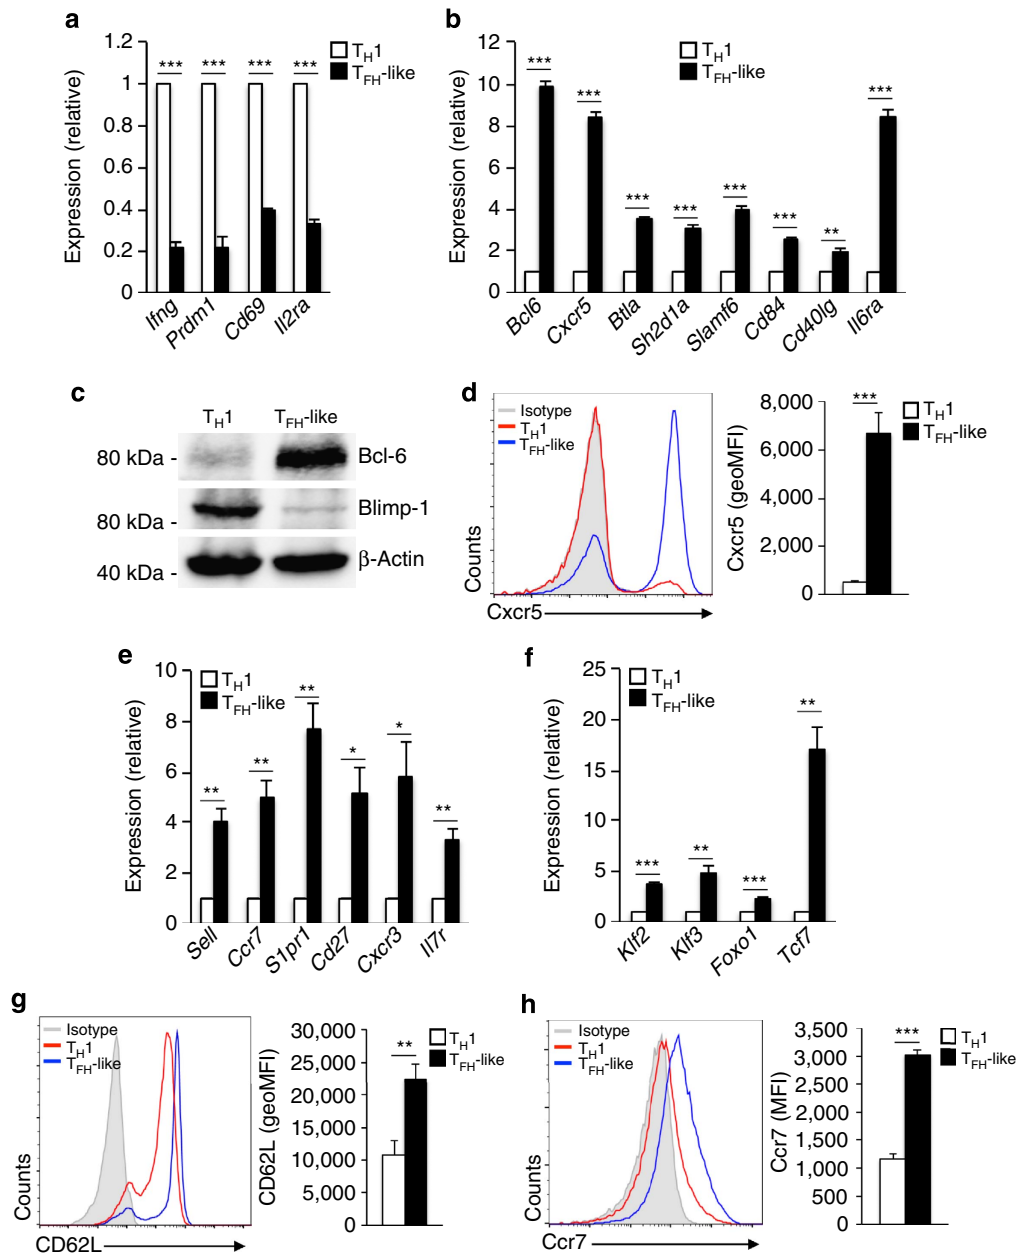 a
1.2
1
0.8
0.6
0.4
0.2
0
Expression (relative)
*** *** *** ***
TH1
TFH-like
Ifng Prdm1 Cd69 Il2ra
b
12
10
8
6
4
2
0
Expression (relative)
TH1
TFH-like
*** *** *** *** *** *** ** ***
Bcl6 Cxcr5 Btla Sh2d1a Slamf6 Cd84 Cd40lg Il6ra
c
TH1 TFH-like
80 kDa - Bcl-6
80 kDa - Blimp-1
40 kDa - β-Actin
d
Isotype
TH1
TFH-like
Counts
Cxcr5
8,000
6,000
4,000
2,000
0
Cxcr5 (geoMFI)
***
TH1
TFH-like
e
10
8
6
4
2
0
Expression (relative)
TH1
TFH-like
** ** ** * * **
Sell Ccr7 S1pr1 Cd27 Cxcr3 Il7r
f
25
20
15
10
5
0
Expression (relative)
TH1
TFH-like
*** ** *** **
Klf2 Klf3 Foxo1 Tcf7
g
Isotype
TH1
TFH-like
Counts
CD62L
30,000
25,000
20,000
15,000
10,000
5,000
0
CD62L (geoMFI)
**
TH1
TFH-like
h
Isotype
TH1
TFH-like
Counts
Ccr7
3,500
3,000
2,500
2,000
1,500
1,000
500
0
Ccr7 (MFI)
***
TH1
TFH-like